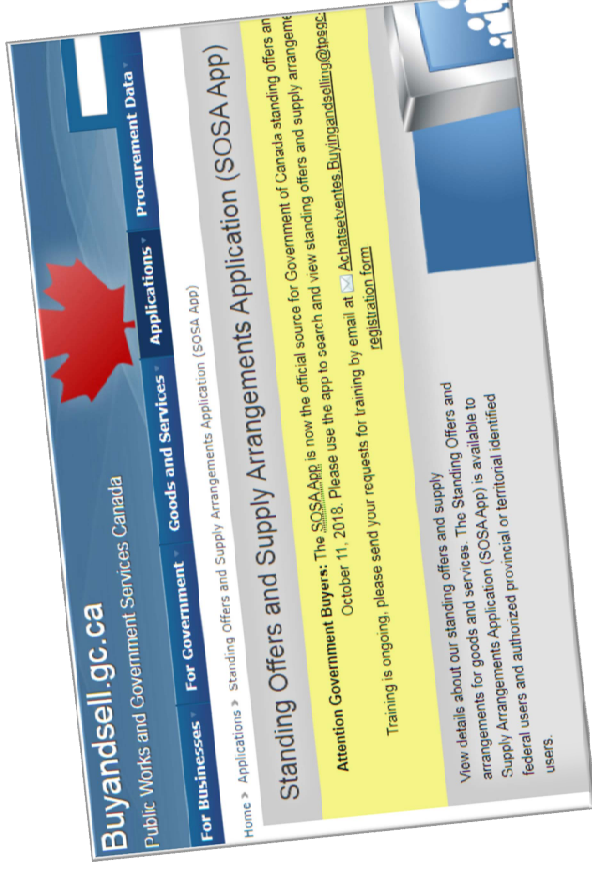 Buyandsell.gc.ca
Public Works and Government Services Canada
For Businesses For Government Goods and Services Applications Procurement Data
Home > Applications > Standing Offers and Supply Arrangements Application (SOSA App)
Standing Offers and Supply Arrangements Application (SOSA App)
Attention Government Buyers: The SOSA App is now the official source for Government of Canada standing offers an
October 11, 2018. Please use the app to search and view standing offers and supply arrangeme
Training is ongoing, please send your requests for training by email at Achatsetventes.Buyingandselling@tpsgc.
registration form
View details about our standing offers and supply
arrangements for goods and services. The Standing Offers and
Supply Arrangements Application (SOSA App) is available to
federal users and authorized provincial or territorial identified
users.